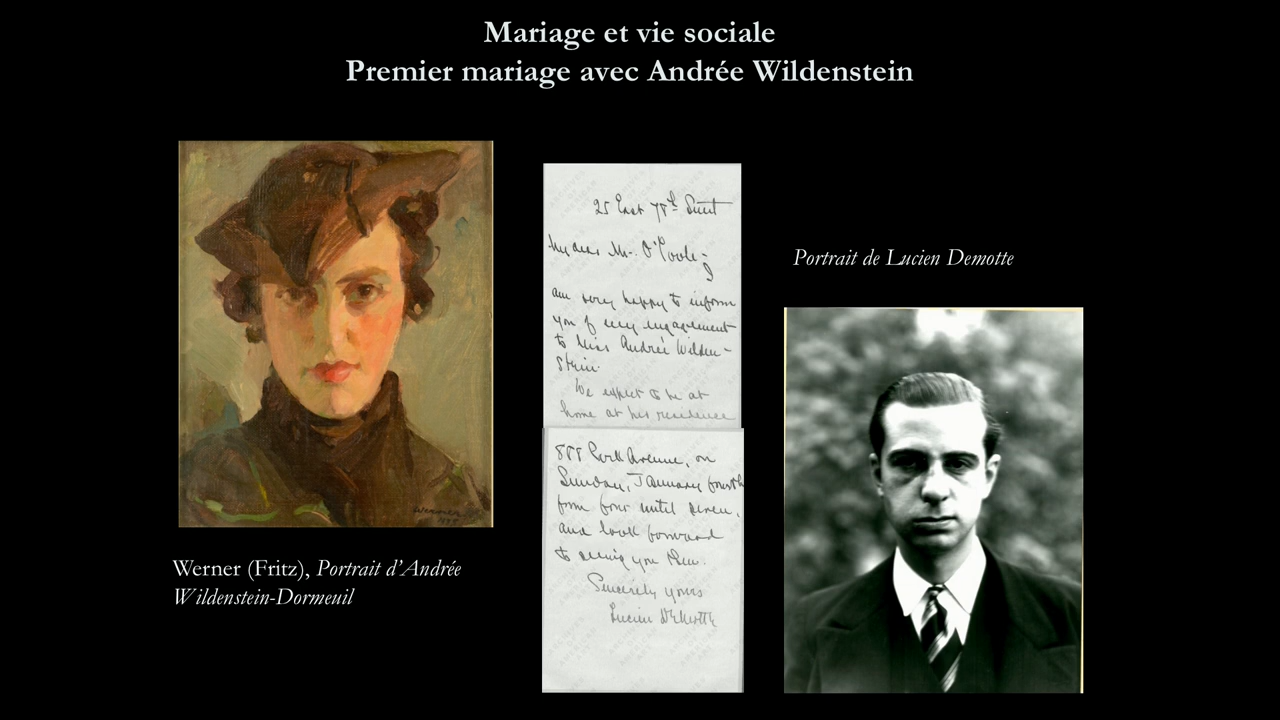 Mariage et vie sociale
Premier mariage avec Andrée Wildenstein
25 East 78th Street
My dear Mr. O'Toole –
I
am very happy to inform
you of my engagement
to Miss Andrée Wilden–
stein.
We expect to be at
home at his residence
888 Park Avenue, on
Sunday, January fourth
from four until seven,
and look forward
to seeing you then.
Sincerely yours
Lucien Demotte
Portrait de Lucien Demotte
Werner
Werner (Fritz), Portrait d'Andrée
Wildenstein-Dormeuil